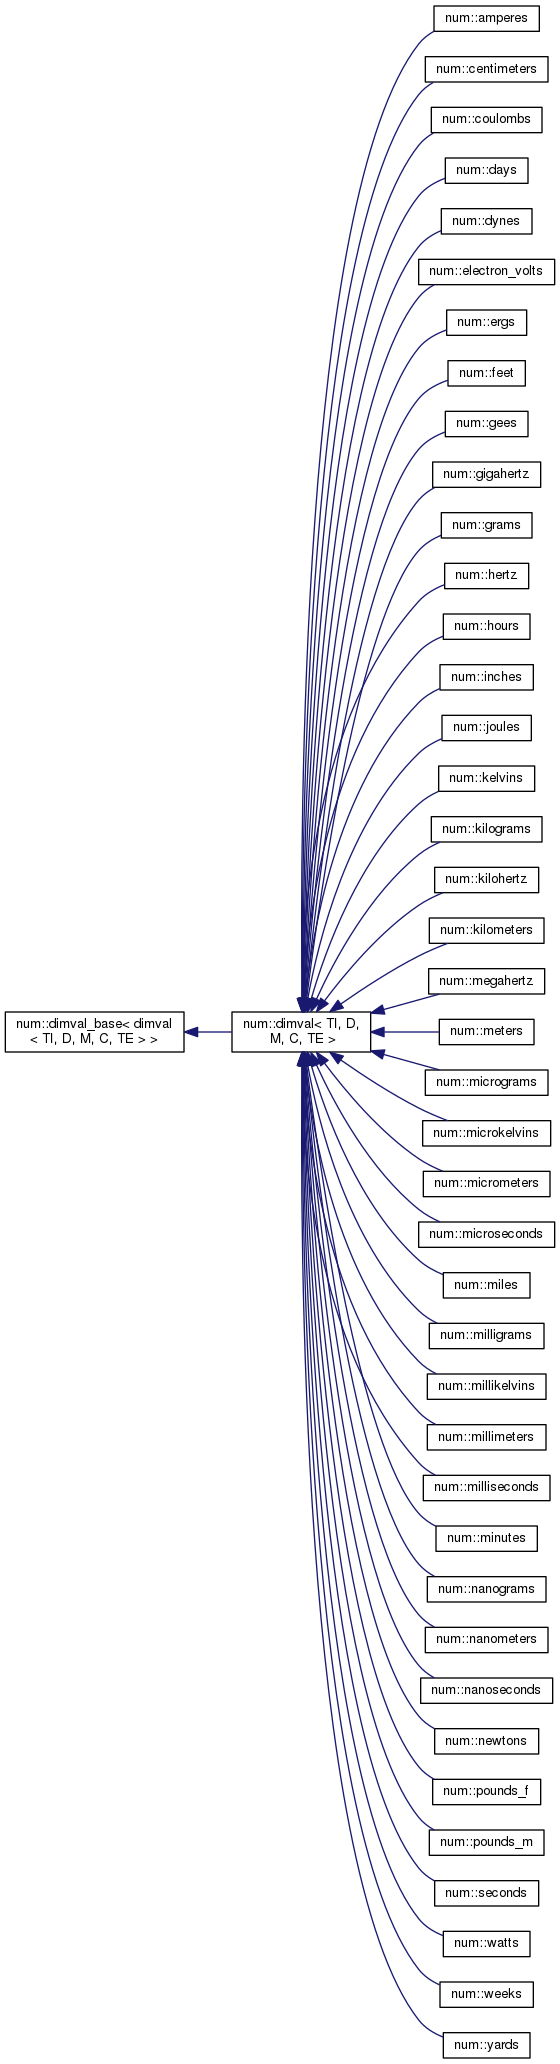 num::amperes
num::centimeters
num::coulombs
num::days
num::dynes
num::electron_volts
num::ergs
num::feet
num::gees
num::gigahertz
num::grams
num::hertz
num::hours
num::inches
num::joules
num::kelvins
num::kilograms
num::kilohertz
num::kilometers
num::megahertz
num::dimval_base< dimval
< TI, D, M, C, TE > >
num::dimval< TI, D,
M, C, TE >
num::meters
num::micrograms
num::microkelvins
num::micrometers
num::microseconds
num::miles
num::milligrams
num::millikelvins
num::millimeters
num::milliseconds
num::minutes
num::nanograms
num::nanometers
num::nanoseconds
num::newtons
num::pounds_f
num::pounds_m
num::seconds
num::watts
num::weeks
num::yards